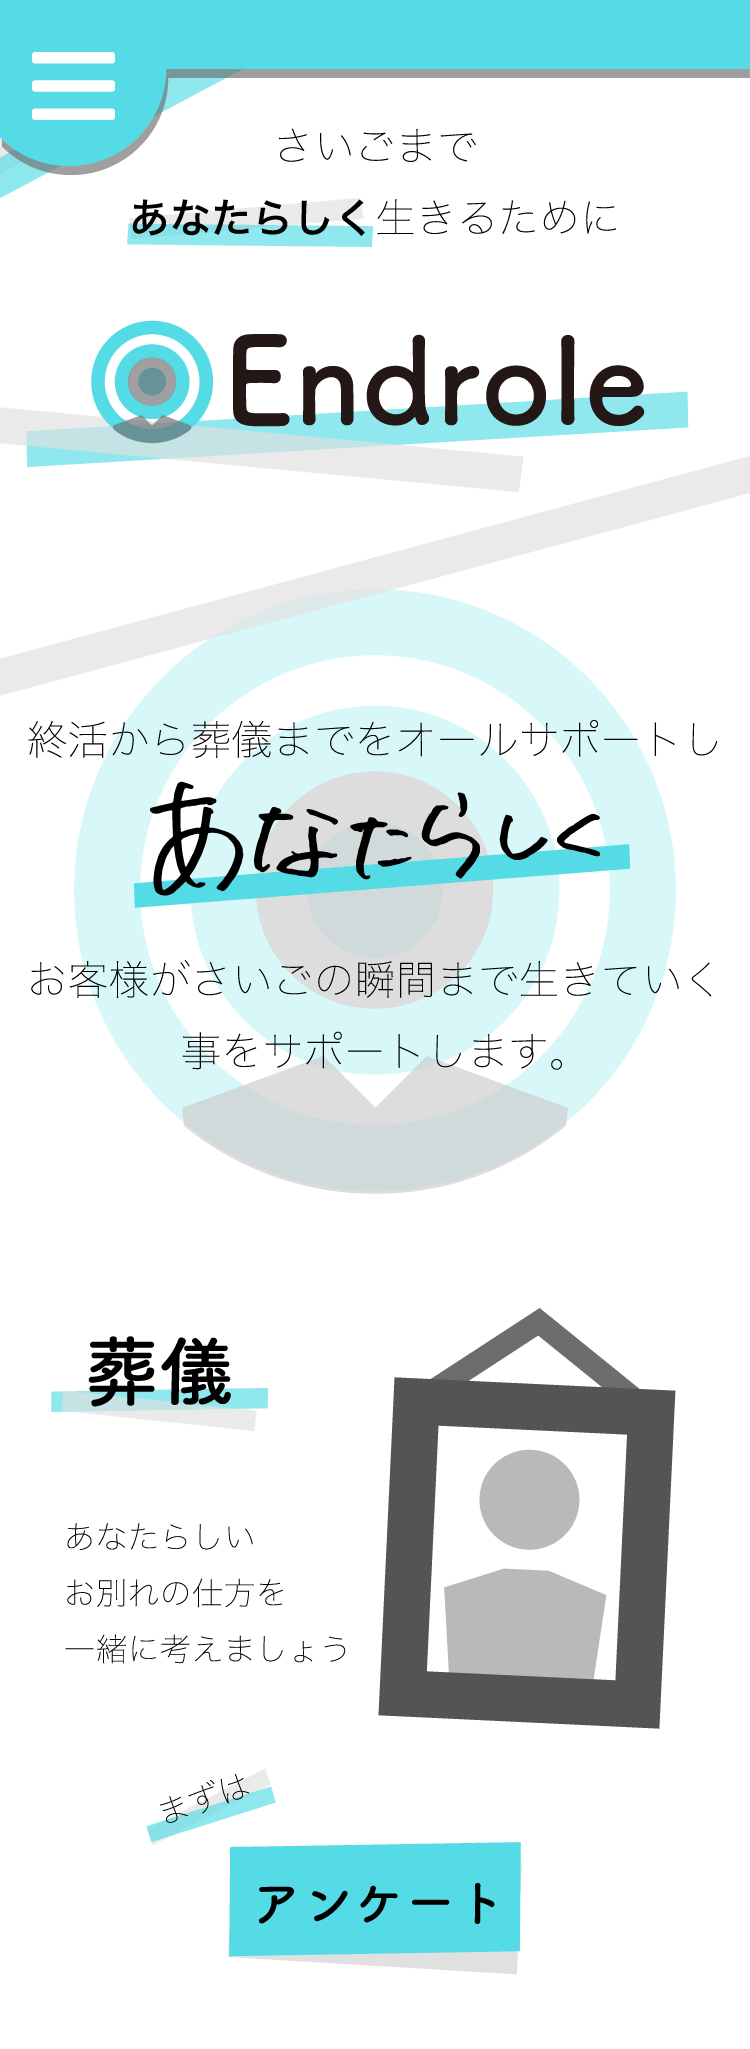 さいごまで
あなたらしく生きるために
Endrole
終活から葬儀までをオールサポートし
あなたらしく
お客様がさいごの瞬間まで生きていく
事をサポートします。
葬儀
あなたらしい
お別れの仕方を
一緒に考えましょう
まずは
アンケート